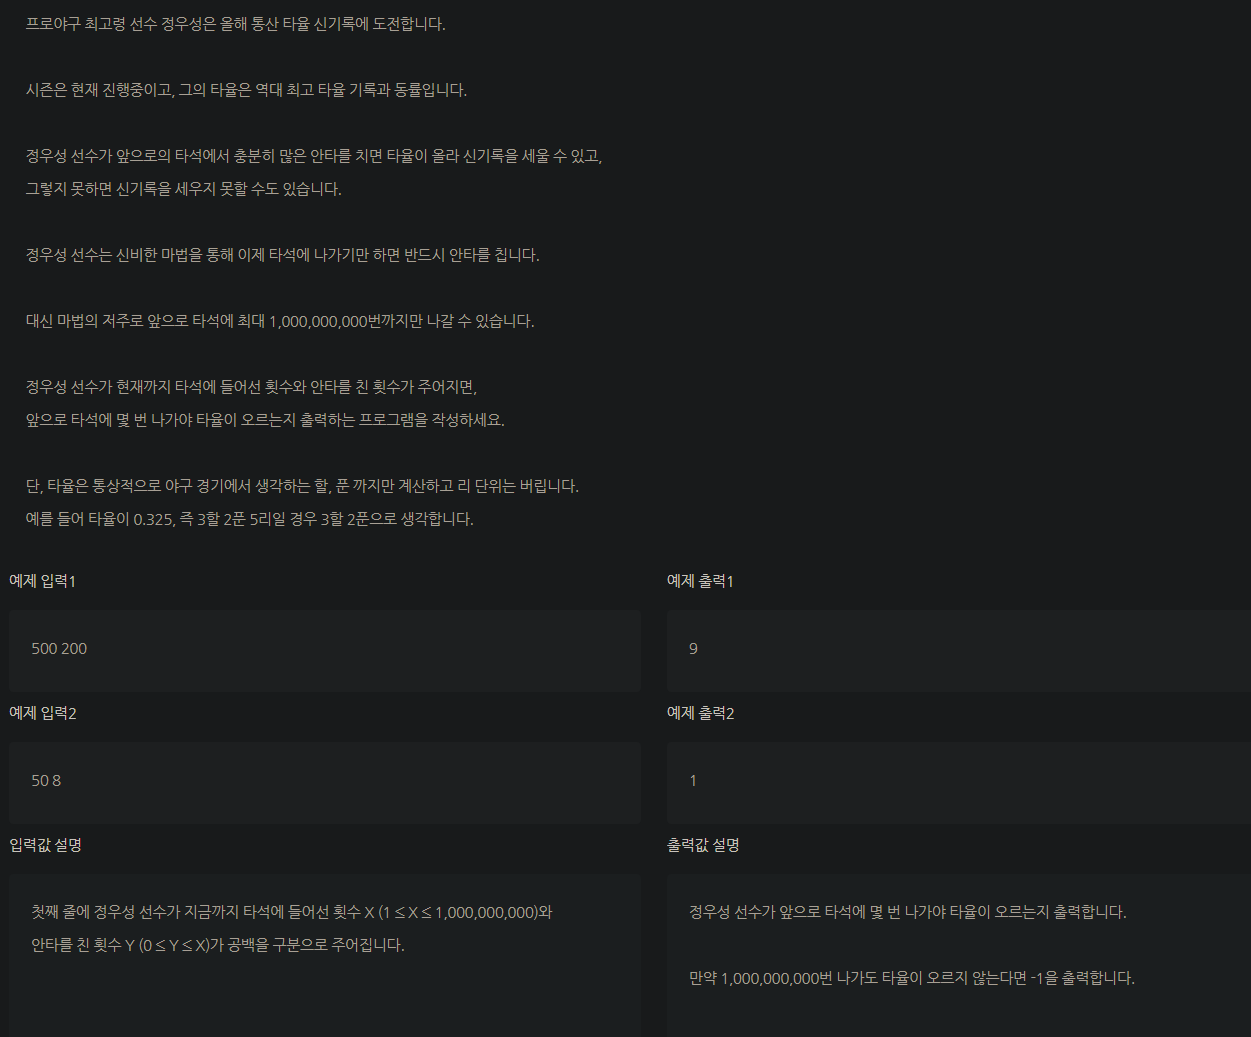 프로야구 최고령 선수 정우성은 올해 통산 타율 신기록에 도전합니다.
시즌은 현재 진행중이고, 그의 타율은 역대 최고 타율 기록과 동률입니다.
정우성 선수가 앞으로의 타석에서 충분히 많은 안타를 치면 타율이 올라 신기록을 세울 수 있고,
그렇지 못하면 신기록을 세우지 못할 수도 있습니다.
정우성 선수는 신비한 마법을 통해 이제 타석에 나가기만 하면 반드시 안타를 칩니다.
대신 마법의 저주로 앞으로 타석에 최대 1,000,000,000번까지만 나갈 수 있습니다.
정우성 선수가 현재까지 타석에 들어선 횟수와 안타를 친 횟수가 주어지면,
앞으로 타석에 몇 번 나가야 타율이 오르는지 출력하는 프로그램을 작성하세요.
단, 타율은 통상적으로 야구 경기에서 생각하는 할, 푼 까지만 계산하고 리 단위는 버립니다.
예를 들어 타율이 0.325, 즉 3할 2푼 5리일 경우 3할 2푼으로 생각합니다.
예제 입력1
예제 출력1
500 200
9
예제 입력2
예제 출력2
50 8
1
입력값 설명
출력값 설명
첫째 줄에 정우성 선수가 지금까지 타석에 들어선 횟수 X (1 ≤ X ≤ 1,000,000,000)와
안타를 친 횟수 Y (0 ≤ Y ≤ X)가 공백을 구분으로 주어집니다.
정우성 선수가 앞으로 타석에 몇 번 나가야 타율이 오르는지 출력합니다.
만약 1,000,000,000번 나가도 타율이 오르지 않는다면 -1을 출력합니다.